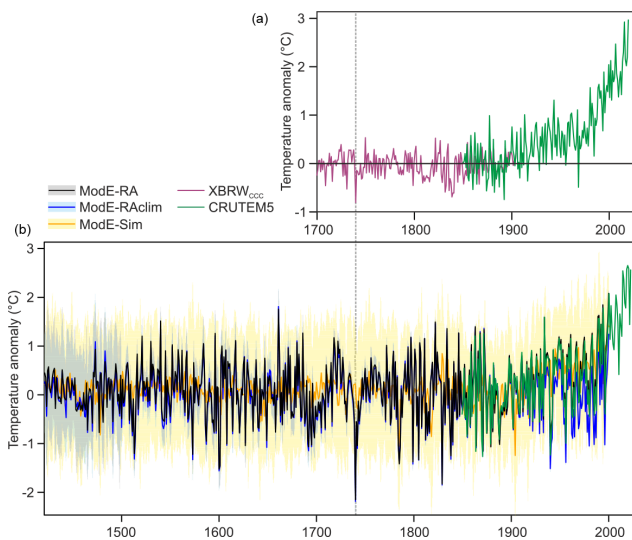 (a)
3
2
1
0
-1
Temperature anomaly (°C)
1700
1800
1900
2000
ModE-RA
ModE-RAclim
ModE-Sim
XBRWccc
CRUTEM5
(b)
3
2
1
0
-1
-2
Temperature anomaly (°C)
1500
1600
1700
1800
1900
2000